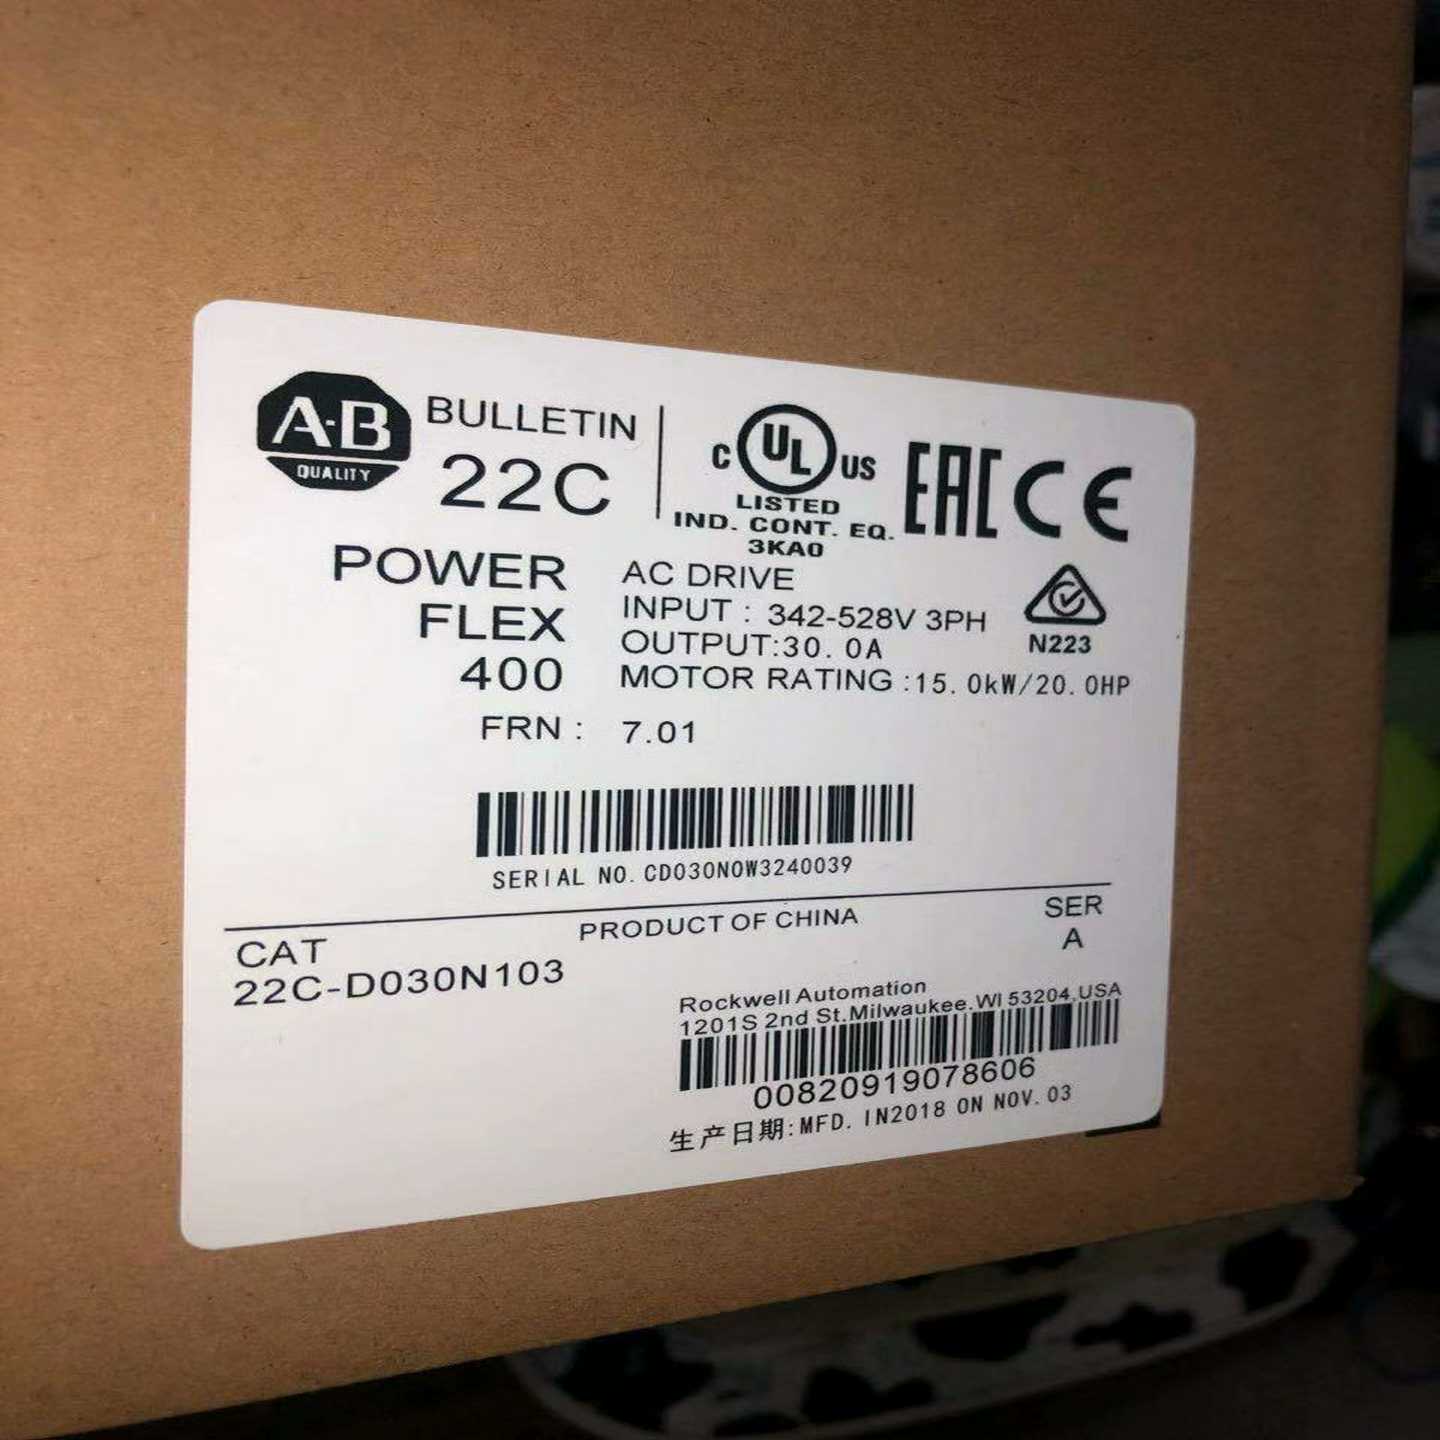 A-B
QUALITY
BULLETIN
22C
C UL US
LISTED
IND. CONT. EQ.
3KA0
EAC CE
POWER
FLEX
400
AC DRIVE
INPUT : 342-528V 3PH
OUTPUT:30. 0A
MOTOR RATING :15. 0kW/20. 0HP
N223
FRN : 7.01
SERIAL NO. CD030N0W3240039
PRODUCT OF CHINA
CAT
22C-D030N103
SER
A
Rockwell Automation
1201S 2nd St.Milwaukee.WI 53204,USA
00820919078606
生产日期:MFD. IN2018 ON NOV. 03